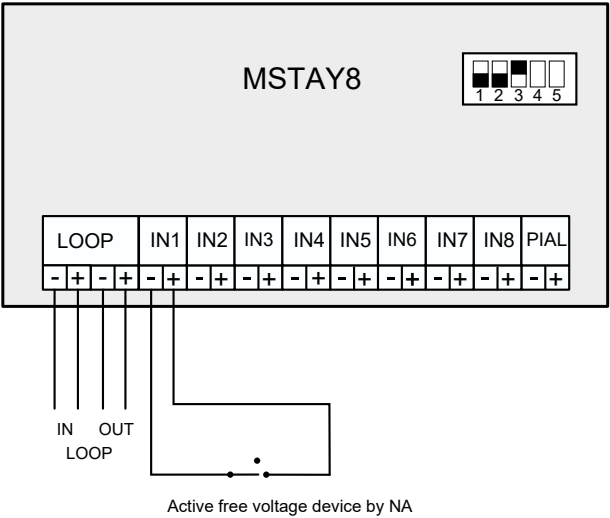 MSTAY8
1 2 3 4 5
LOOP IN1 IN2 IN3 IN4 IN5 IN6 IN7 IN8 PIAL
- + - + - + - + - + - + - + - + - + - + - +
IN OUT
LOOP
Active free voltage device by NA